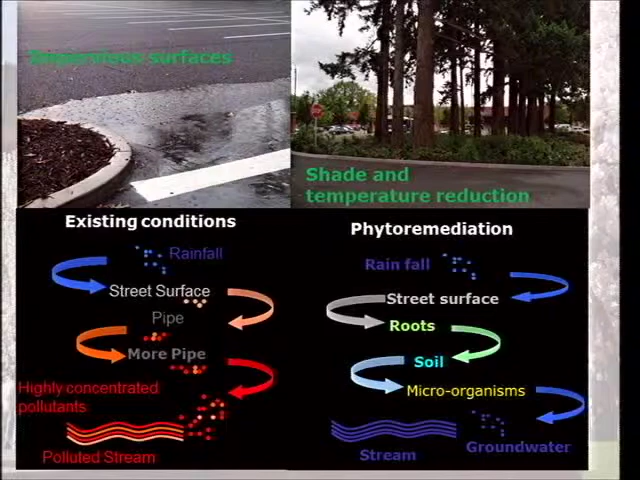 Impervious surfaces
Shade and
temperature reduction
Existing conditions
Rainfall
Street Surface
Pipe
More Pipe
Highly concentrated
pollutants
Polluted Stream
Phytoremediation
Rain fall
Street surface
Roots
Soil
Micro-organisms
Groundwater
Stream